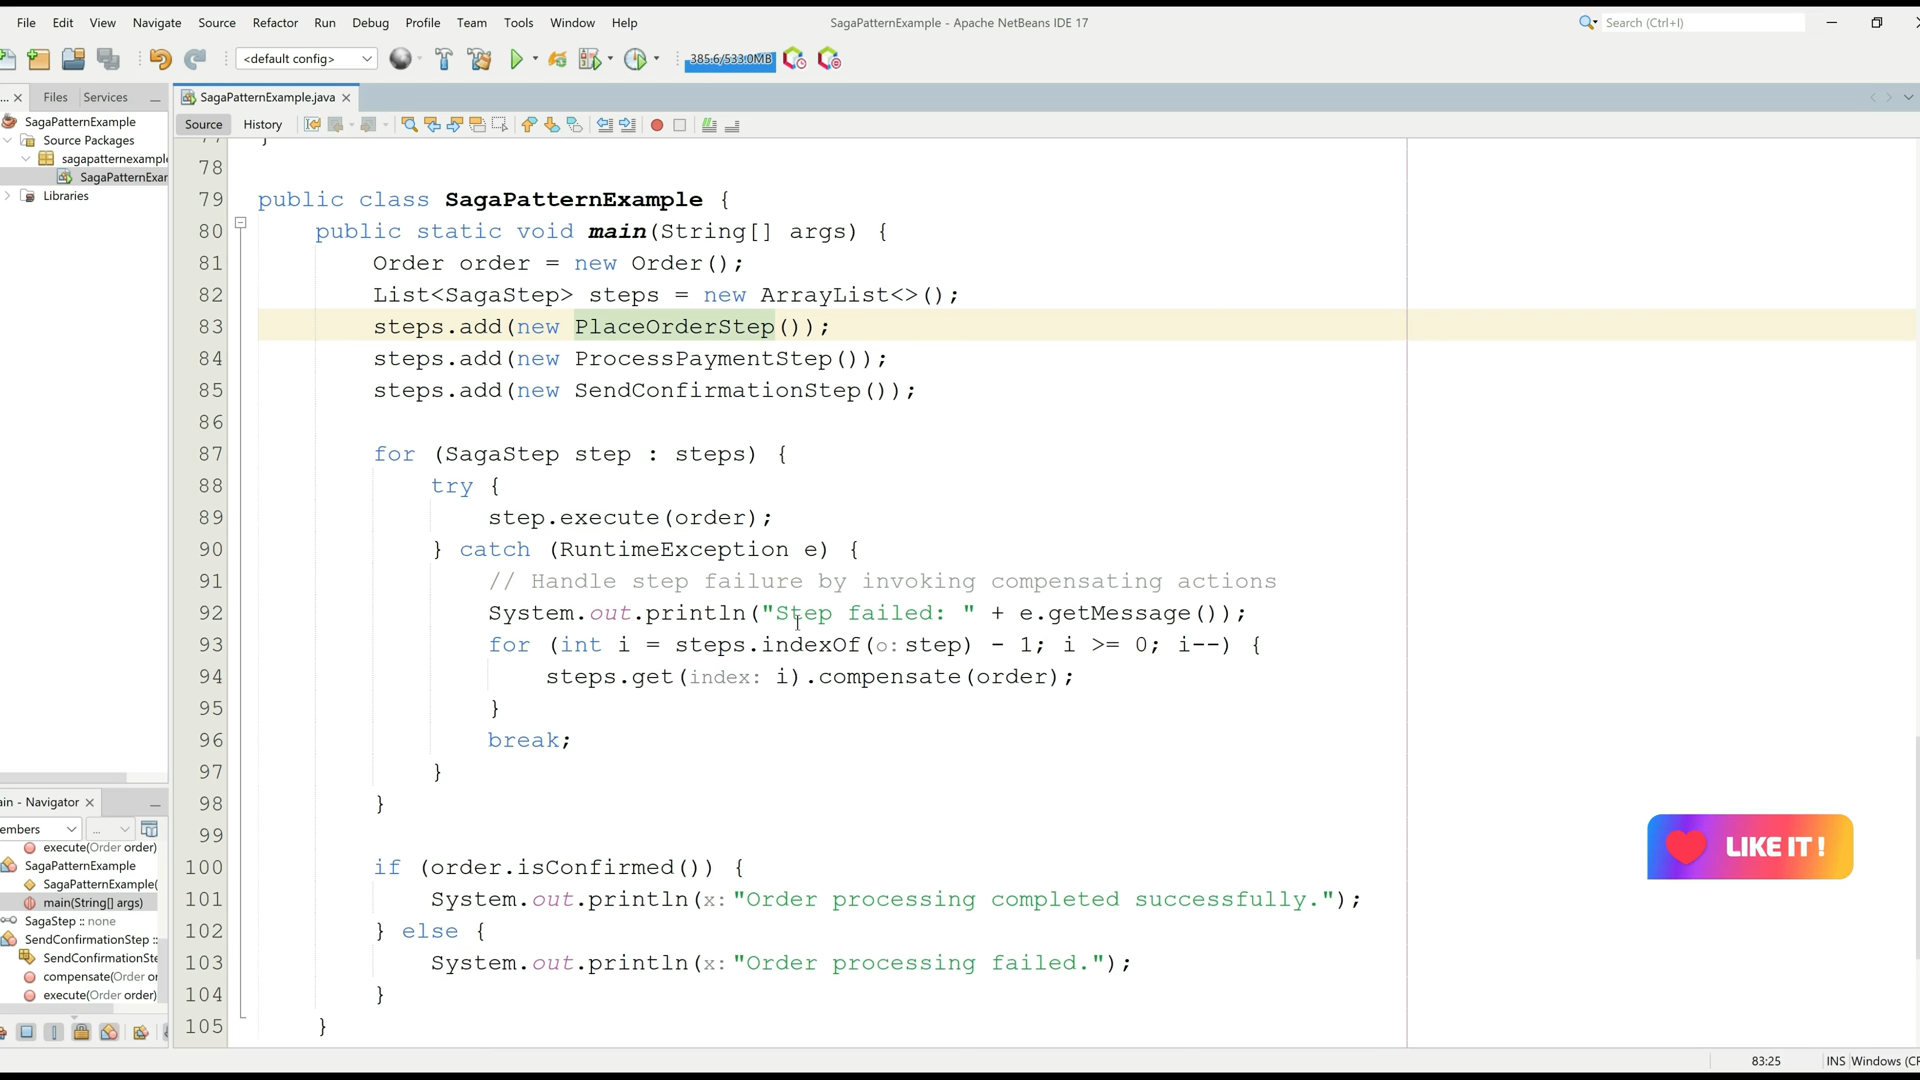 File Edit View Navigate Source Refactor Run Debug Profile Team Tools Window Help
SagaPatternExample - Apache NetBeans IDE 17
Search (Ctrl+I)
<default config>
385.6/533.0MB
... Files Services
SagaPatternExample.java
SagaPatternExample
Source Packages
sagapatternexample
SagaPatternExar
Libraries
Source History
78
79 public class SagaPatternExample {
80 public static void main(String[] args) {
81 Order order = new Order();
82 List<SagaStep> steps = new ArrayList<>();
83 steps.add(new PlaceOrderStep());
84 steps.add(new ProcessPaymentStep());
85 steps.add(new SendConfirmationStep());
86
87 for (SagaStep step : steps) {
88 try {
89 step.execute(order);
90 } catch (RuntimeException e) {
91 // Handle step failure by invoking compensating actions
92 System.out.println("Step failed: " + e.getMessage());
93 for (int i = steps.indexOf(o: step) - 1; i >= 0; i--) {
94 steps.get(index: i).compensate(order);
95 }
96 break;
97 }
98 }
99
100 if (order.isConfirmed()) {
101 System.out.println(x: "Order processing completed successfully.");
102 } else {
103 System.out.println(x: "Order processing failed.");
104 }
105 }
ain - Navigator
embers ...
execute(Order order)
SagaPatternExample
SagaPatternExample(
main(String[] args)
SagaStep :: none
SendConfirmationStep ::
SendConfirmationSte
compensate(Order or
execute(Order order)
LIKE IT !
83:25 INS Windows (CR